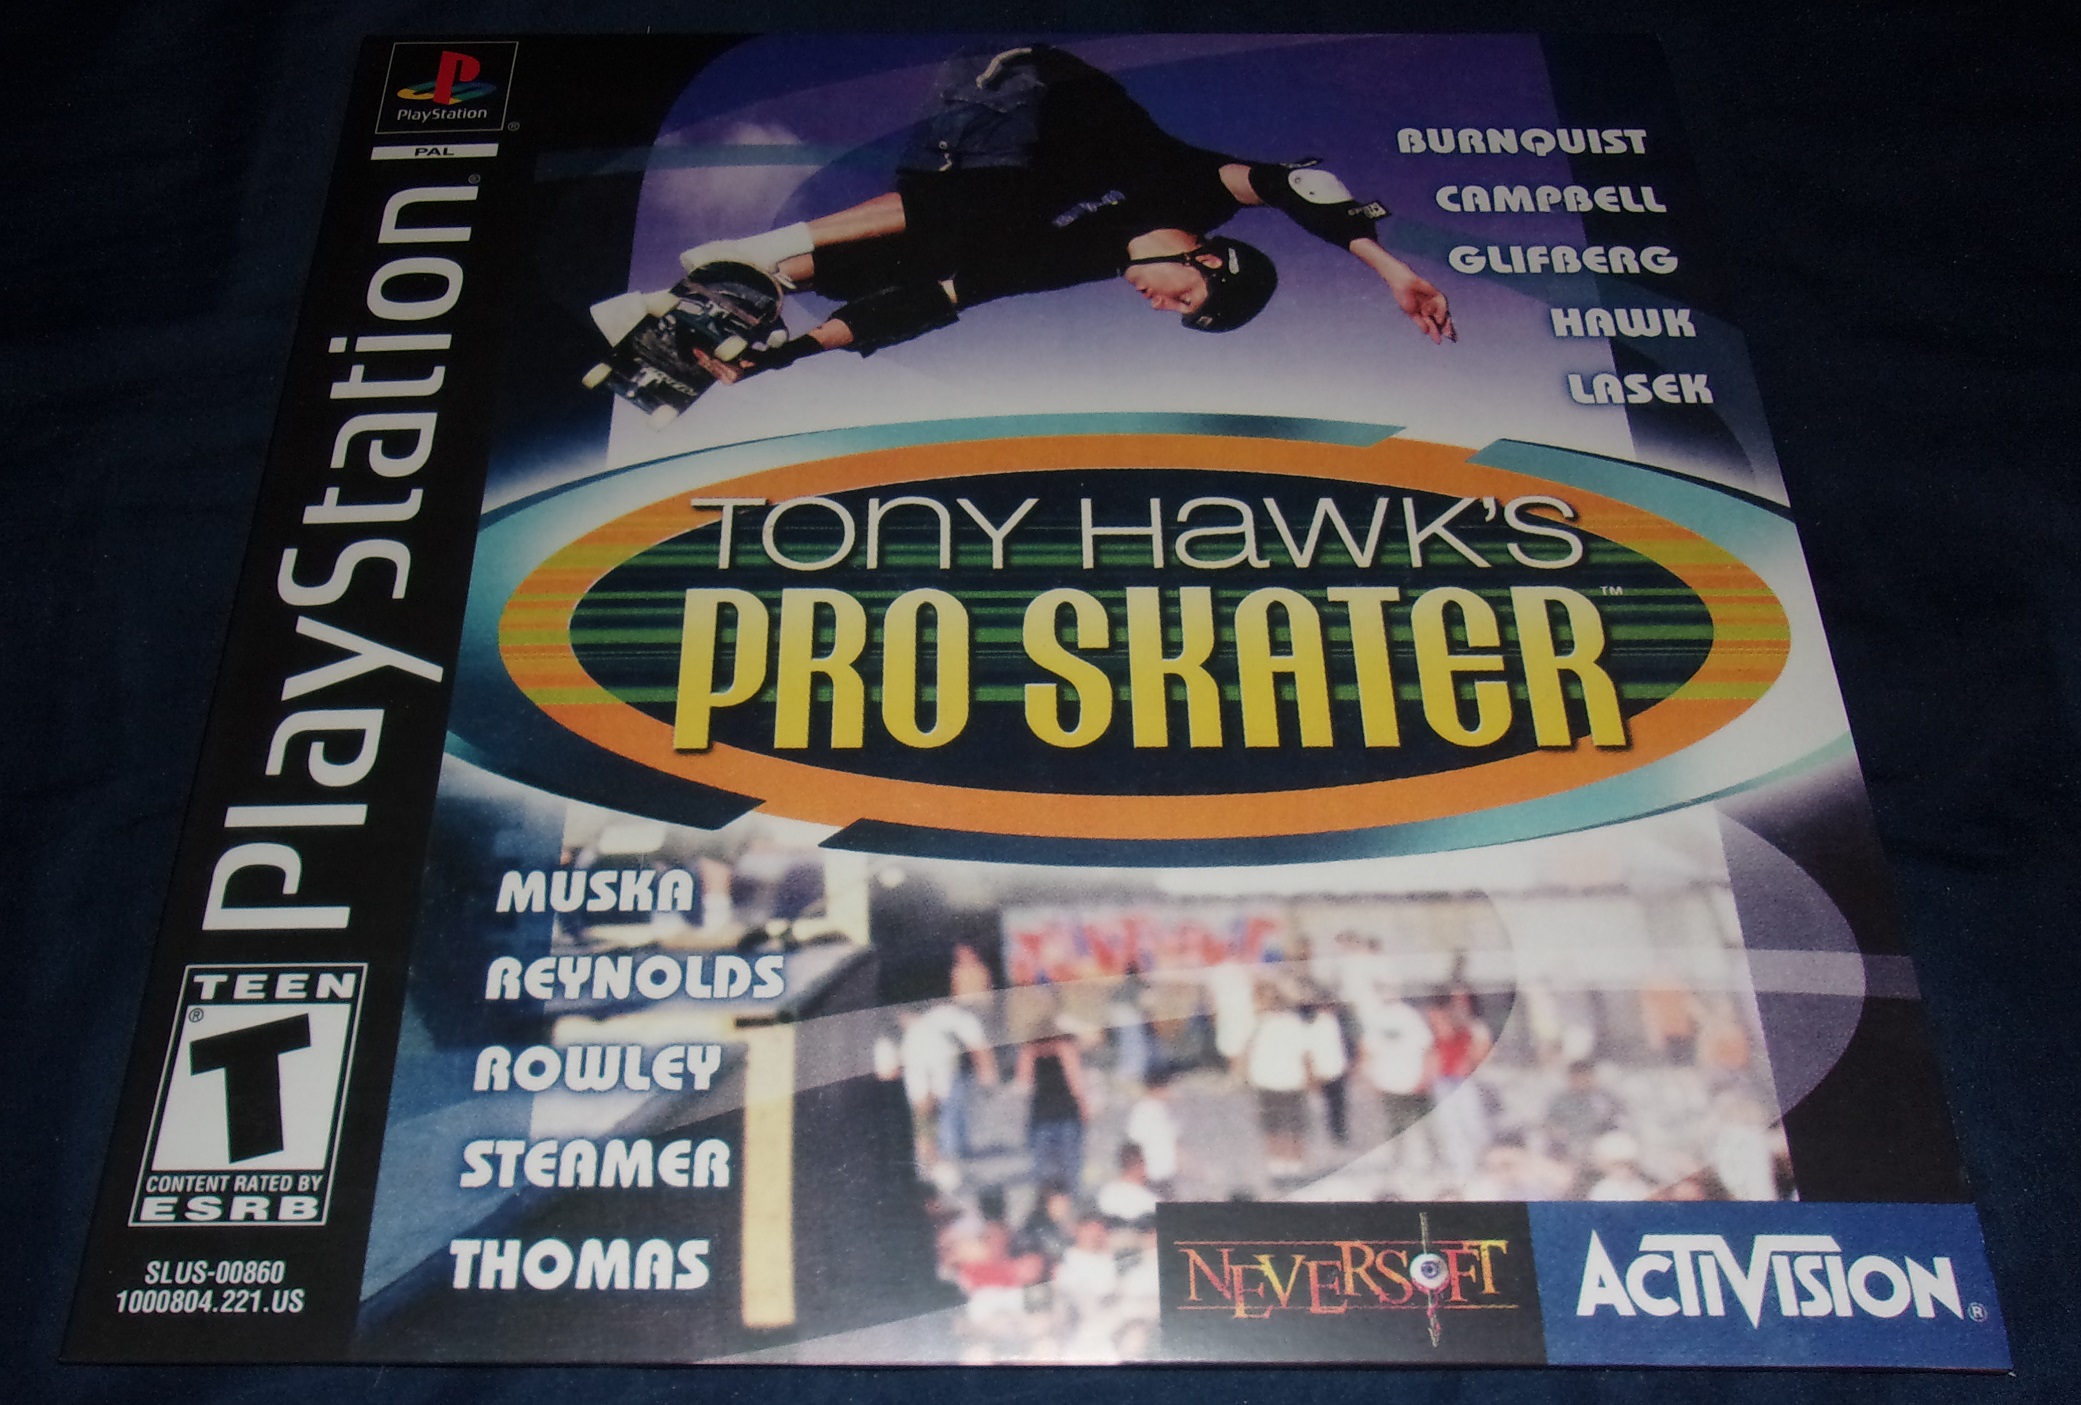 PlayStation
®
PAL
PlayStation®
BURNQUIST
CAMPBELL
GLIFBERG
HAWK
LASEK
TONY HAWK'S
PRO SKATER™
MUSKA
REYNOLDS
ROWLEY
STEAMER
THOMAS
TEEN
®
T
CONTENT RATED BY
ESRB
SLUS-00860
1000804.221.US
NEVERSOFT
ACTIVISION®